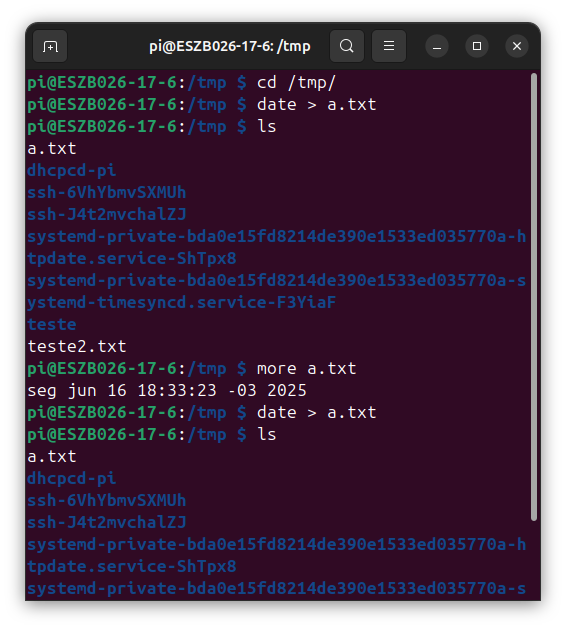 pi@ESZB026-17-6: /tmp
pi@ESZB026-17-6:/tmp $ cd /tmp/
pi@ESZB026-17-6:/tmp $ date > a.txt
pi@ESZB026-17-6:/tmp $ ls
a.txt
dhcpcd-pi
ssh-6VhYbmvSXMUh
ssh-J4t2mvchalZJ
systemd-private-bda0e15fd8214de390e1533ed035770a-h
tpdate.service-ShTpx8
systemd-private-bda0e15fd8214de390e1533ed035770a-s
ystemd-timesyncd.service-F3YiaF
teste
teste2.txt
pi@ESZB026-17-6:/tmp $ more a.txt
seg jun 16 18:33:23 -03 2025
pi@ESZB026-17-6:/tmp $ date > a.txt
pi@ESZB026-17-6:/tmp $ ls
a.txt
dhcpcd-pi
ssh-6VhYbmvSXMUh
ssh-J4t2mvchalZJ
systemd-private-bda0e15fd8214de390e1533ed035770a-h
tpdate.service-ShTpx8
systemd-private-bda0e15fd8214de390e1533ed035770a-s